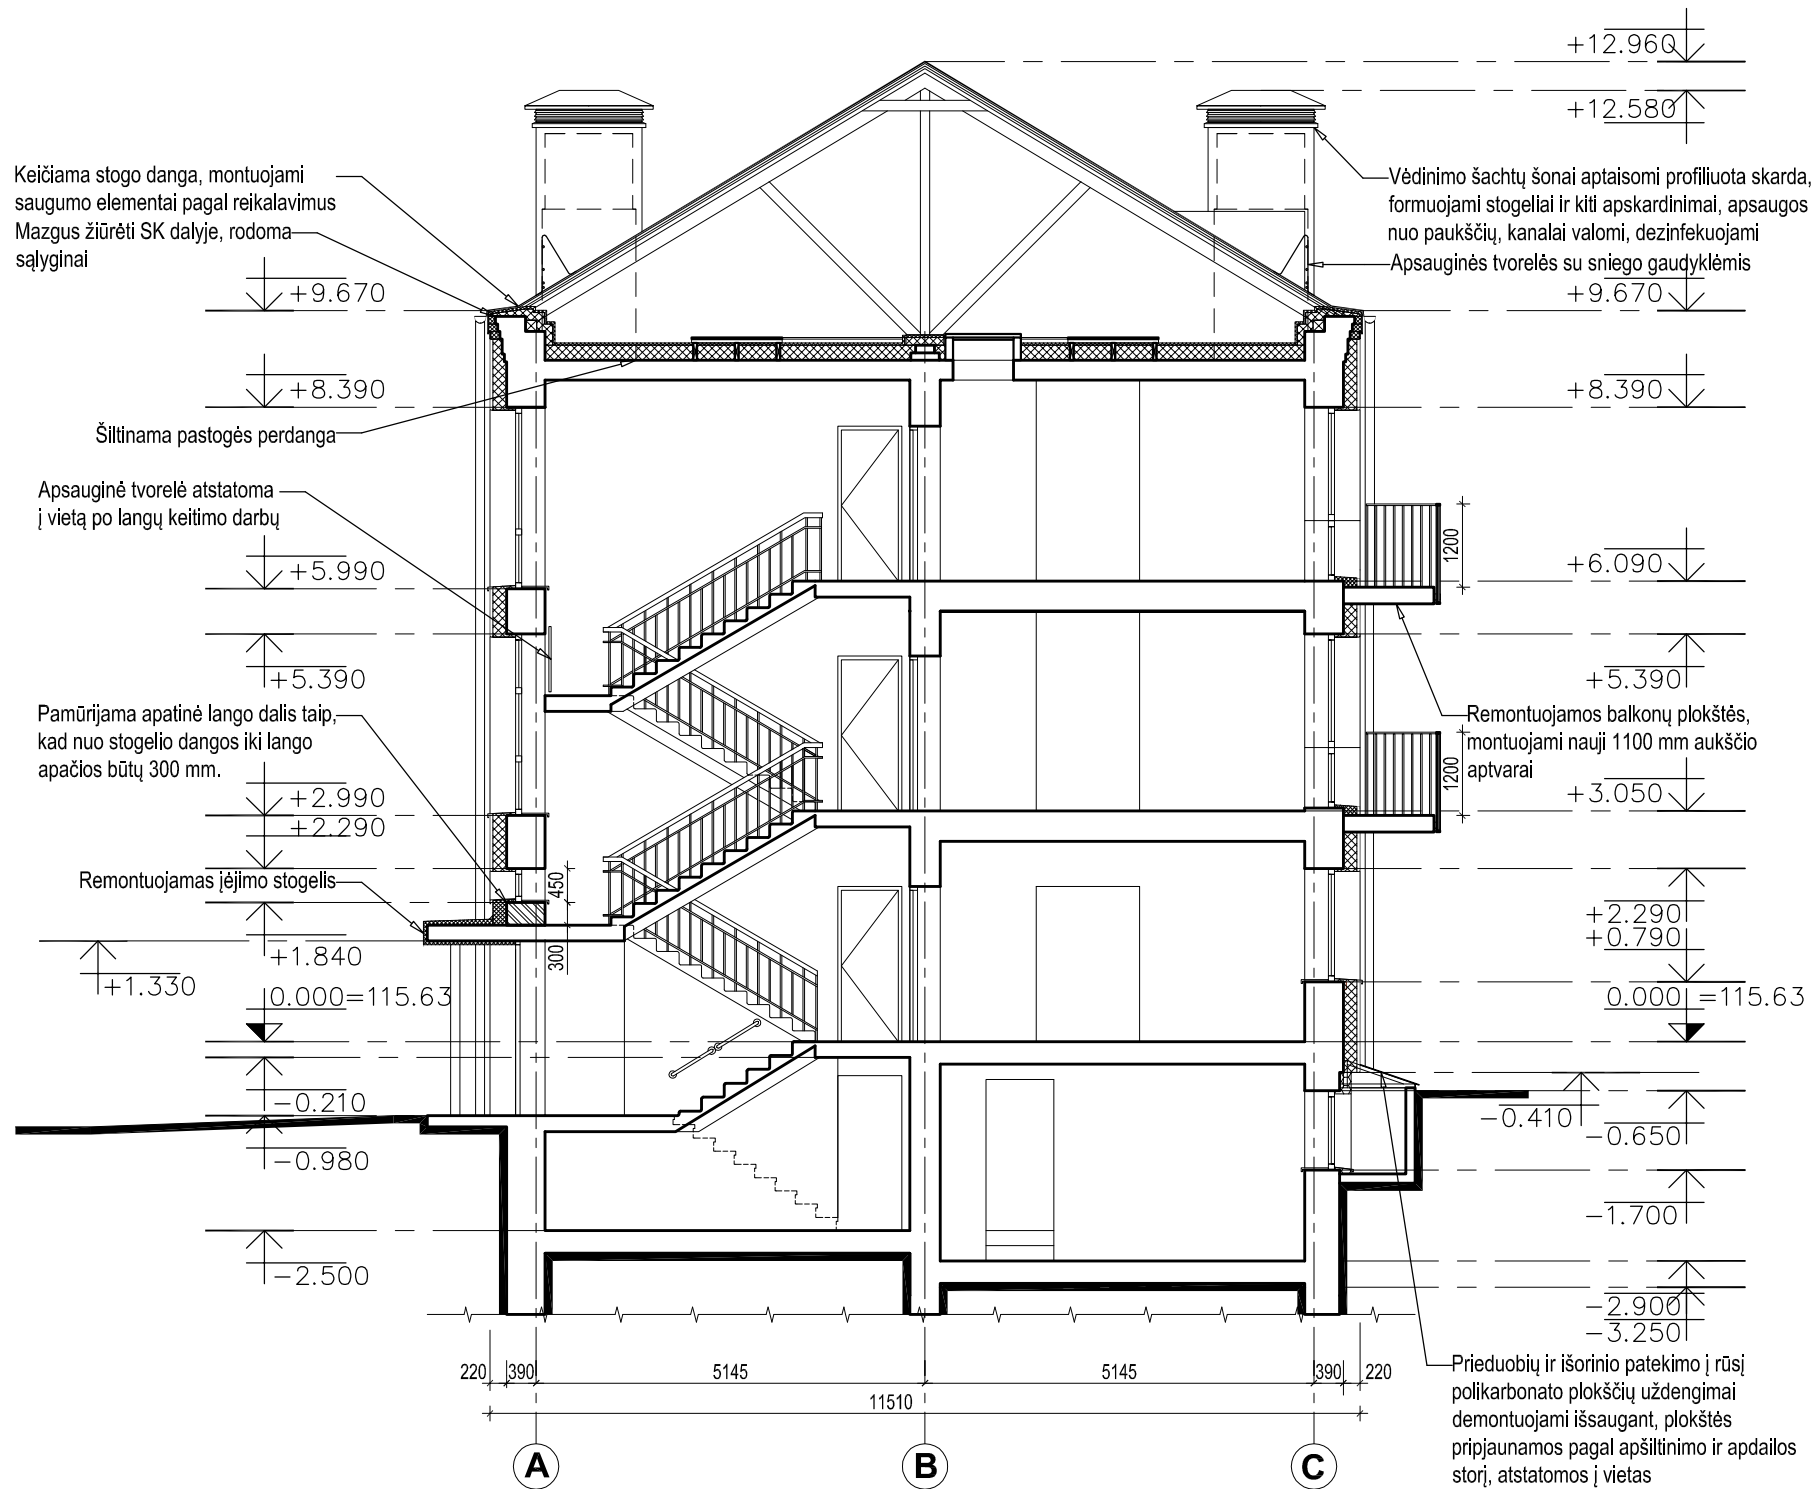 +12.960
+12.580
Keičiama stogo danga, montuojami
saugumo elementai pagal reikalavimus
Mazgus žiūrėti SK dalyje, rodoma
sąlyginai
Vėdinimo šachtų šonai aptaisomi profiliuota skarda,
formuojami stogeliai ir kiti apskardinimai, apsaugos
nuo paukščių, kanalai valomi, dezinfekuojami
Apsauginės tvorelės su sniego gaudyklėmis
+9.670
+9.670
+8.390
+8.390
Šiltinama pastogės perdanga
Apsauginė tvorelė atstatoma
į vietą po langų keitimo darbų
1200
+5.990
+6.090
+5.390
+5.390
Pamūrijama apatinė lango dalis taip,
kad nuo stogelio dangos iki lango
apačios būtų 300 mm.
Remontuojamos balkonų plokštės,
montuojami nauji 1100 mm aukščio
aptvarai
1200
+2.990
+3.050
+2.290
Remontuojamas įėjimo stogelis
450
300
+2.290
+0.790
+1.840
+1.330
0.000=115.63
0.000 =115.63
-0.210
-0.410
-0.650
-0.980
-1.700
-2.500
-2.900
-3.250
220 390 5145 5145 390 220
11510
Prieduobių ir išorinio patekimo į rūsį
polikarbonato plokščių uždengimai
demontuojami išsaugant, plokštės
pripjaunamos pagal apšiltinimo ir apdailos
storį, atstatomos į vietas
A B C